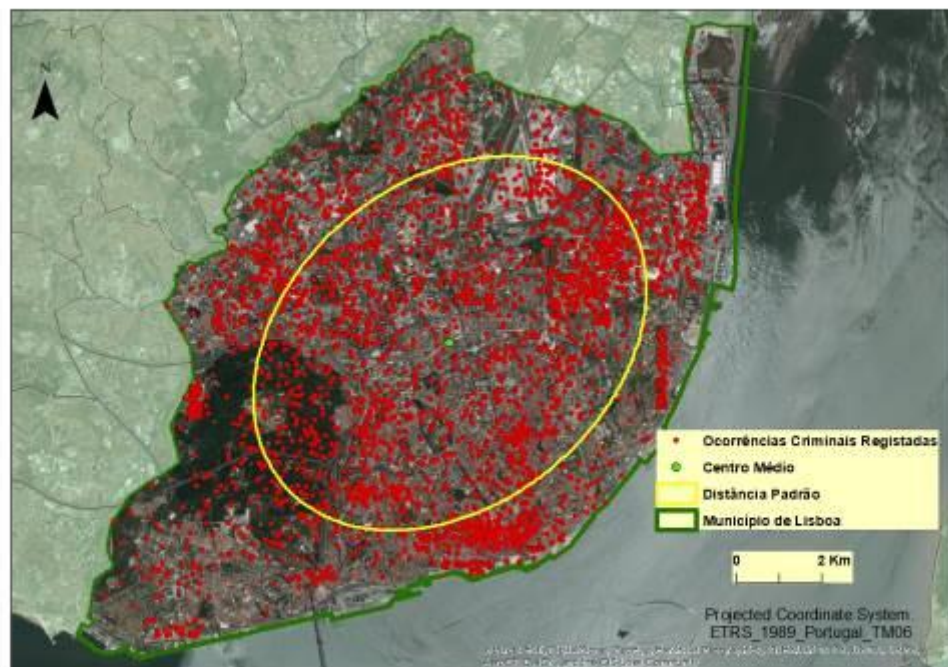 N
Ocorrências Criminais Registadas
Centro Médio
Distância Padrão
Município de Lisboa
0 2 Km
Projected Coordinate System:
ETRS_1989_Portugal_TM06